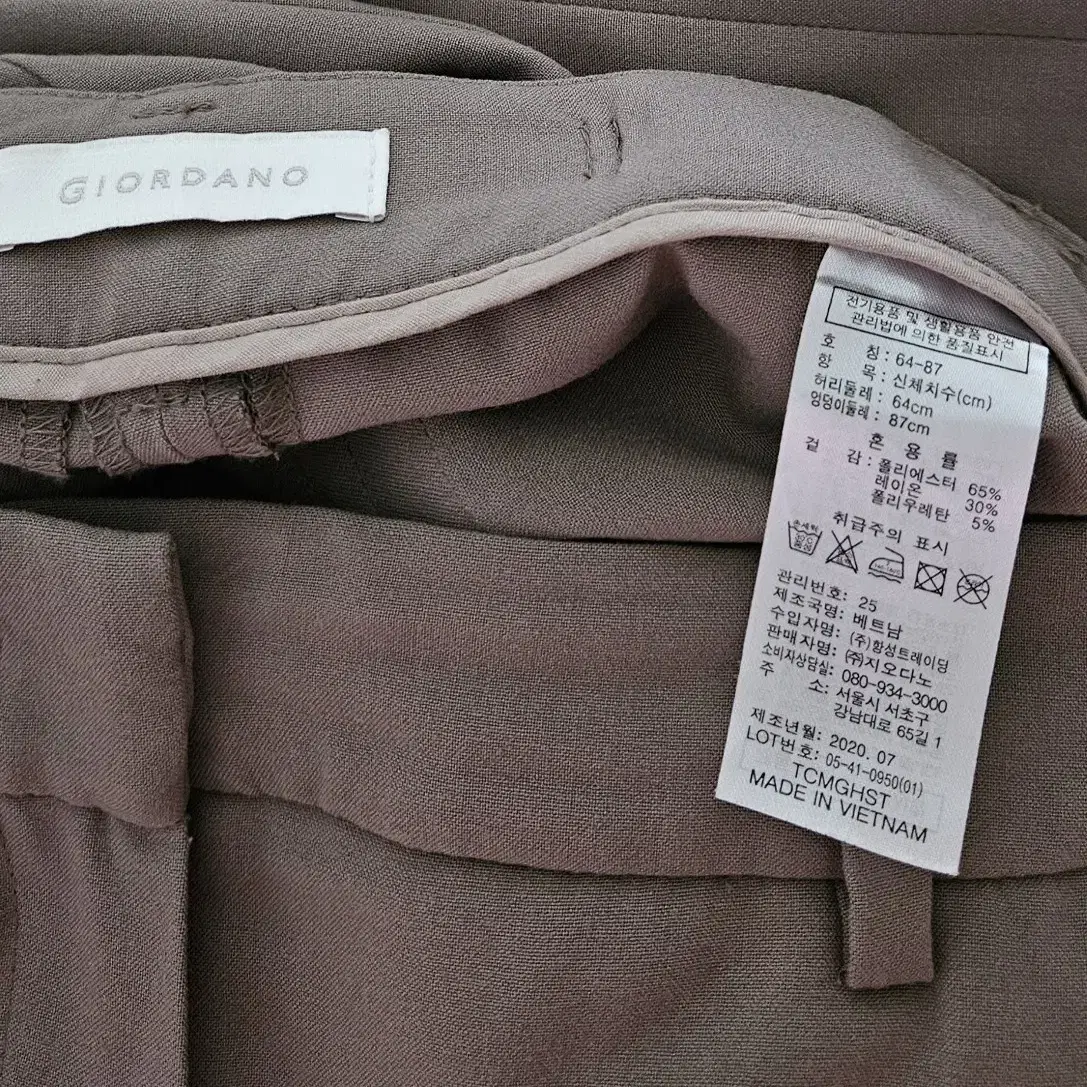 GIORDANO
전기용품 및 생활용품 안전
관리법에 의한 품질표시
호 칭 : 64-87
항 목 : 신체치수(cm)
허리둘레 : 64cm
엉덩이둘레 : 87cm
혼 용 률
겉 감 : 폴리에스터 65%
레이온 30%
폴리우레탄 5%
취급주의 표시
손세탁
관리번호: 25
제조국명: 베트남
수입자명: (주)항성트레이딩
판매자명: ㈜지오다노
소비자상담실: 080-934-3000
주 소: 서울시 서초구
강남대로 65길 1
제조년월: 2020. 07
LOT번호: 05-41-0950(01)
TCMGHST
MADE IN VIETNAM